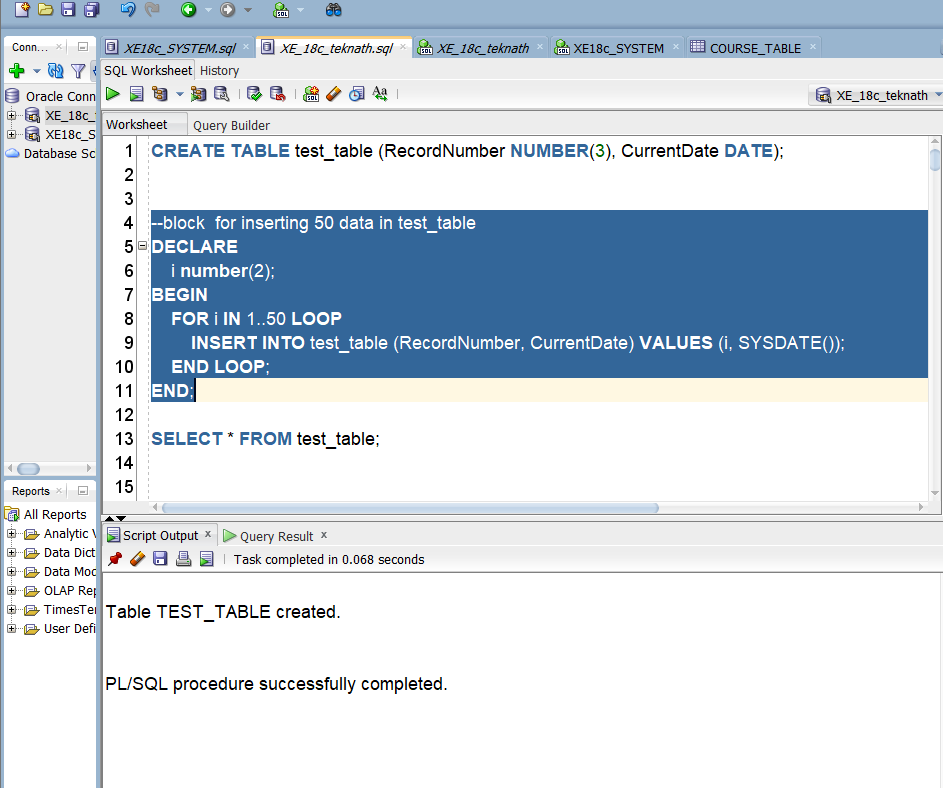 Conn...
XE18c_SYSTEM.sql
XE_18c_teknath.sql
XE_18c_teknath
XE18c_SYSTEM
COURSE_TABLE
SQL Worksheet History
Oracle Conn
XE_18c_
XE18c_S
Database Sc
XE_18c_teknath
Worksheet Query Builder
1 CREATE TABLE test_table (RecordNumber NUMBER(3), CurrentDate DATE);
2
3
4 --block  for inserting 50 data in test_table
5 DECLARE
6 i number(2);
7 BEGIN
8 FOR i IN 1..50 LOOP
9 INSERT INTO test_table (RecordNumber, CurrentDate) VALUES (i, SYSDATE());
10 END LOOP;
11 END;
12
13 SELECT * FROM test_table;
14
15
Reports
All Reports
Analytic V
Data Dict
Data Moc
OLAP Rep
TimesTer
User Defi
Script Output Query Result
Task completed in 0.068 seconds
Table TEST_TABLE created.
PL/SQL procedure successfully completed.